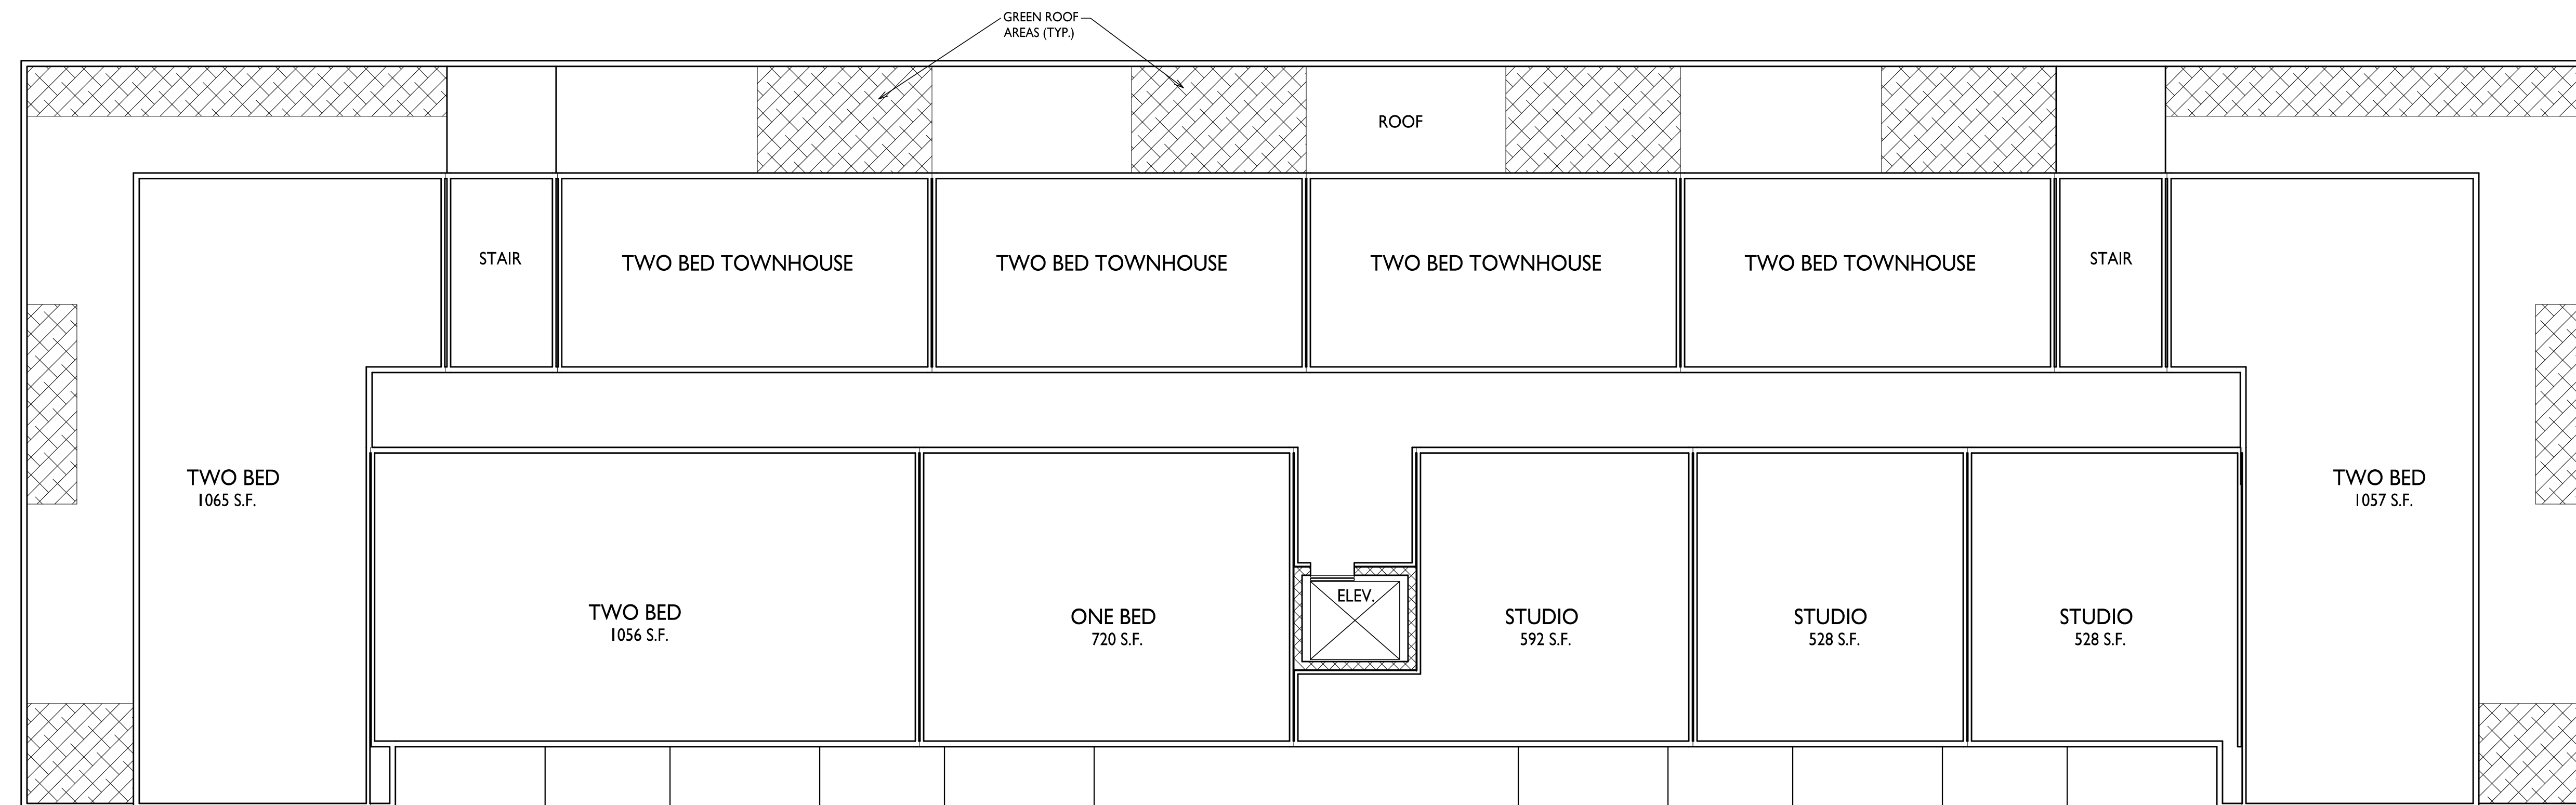 GREEN ROOF
AREAS (TYP.)
ROOF
STAIR
TWO BED TOWNHOUSE
TWO BED TOWNHOUSE
TWO BED TOWNHOUSE
TWO BED TOWNHOUSE
STAIR
TWO BED
1065 S.F.
TWO BED
1057 S.F.
TWO BED
1056 S.F.
ONE BED
720 S.F.
ELEV.
STUDIO
592 S.F.
STUDIO
528 S.F.
STUDIO
528 S.F.